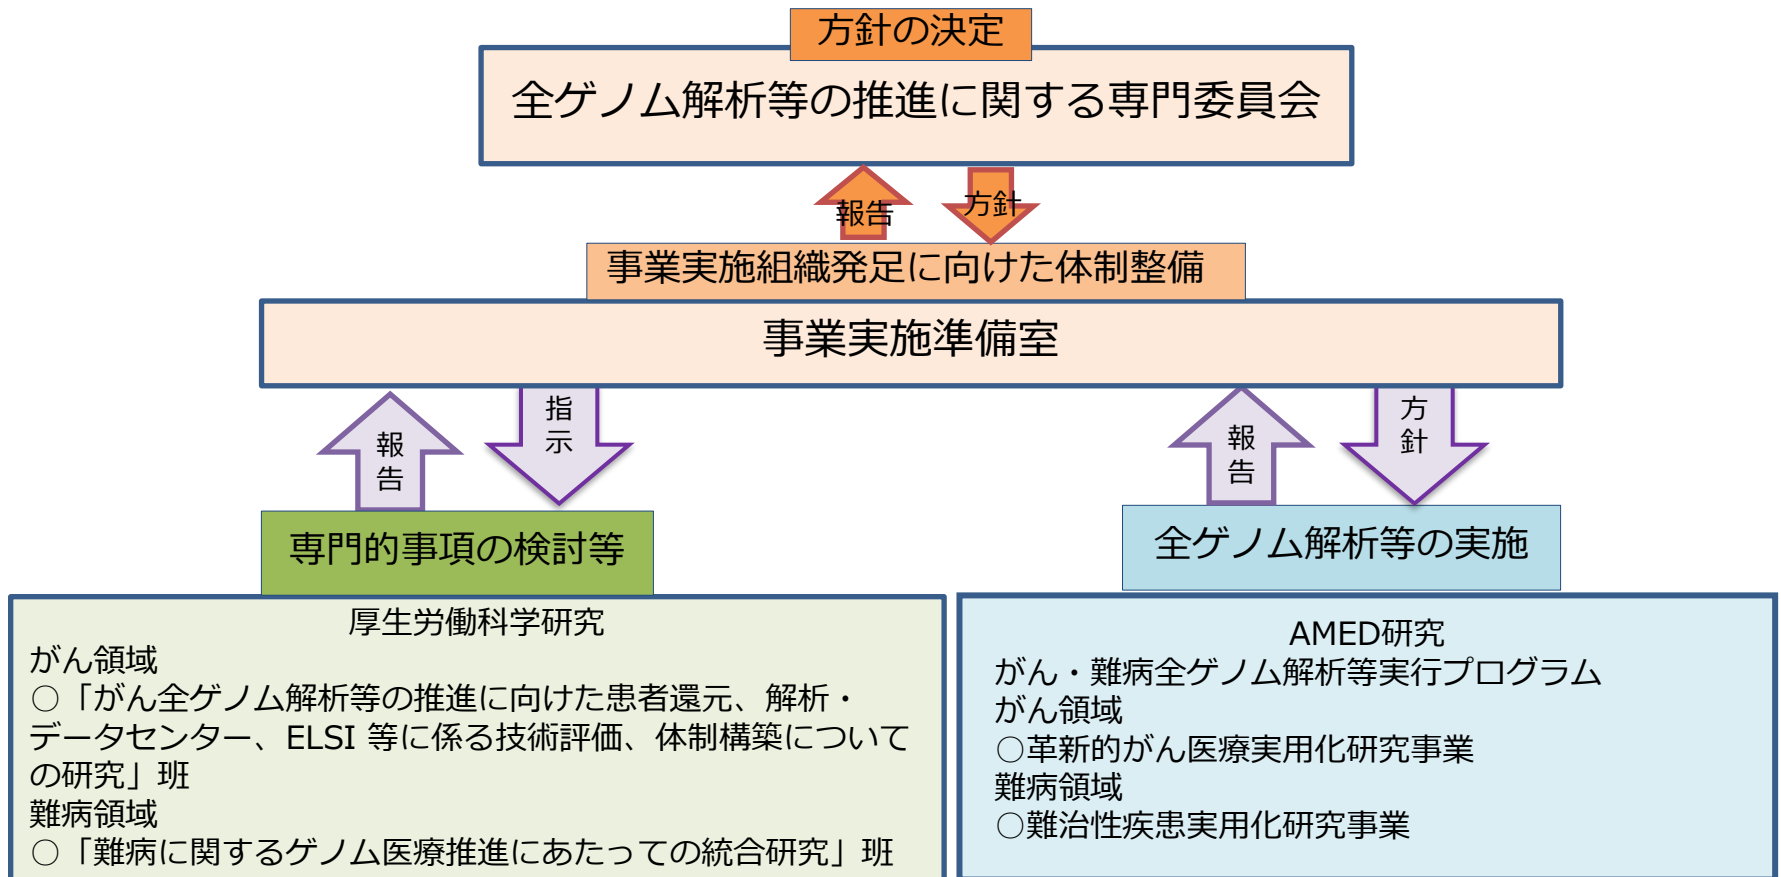 方針の決定
全ゲノム解析等の推進に関する専門委員会
報告
方針
事業実施組織発足に向けた体制整備
事業実施準備室
報告
指示
報告
方針
専門的事項の検討等
厚生労働科学研究
がん領域
○「がん全ゲノム解析等の推進に向けた患者還元、解析・
データセンター、ELSI 等に係る技術評価、体制構築について
の研究」班
難病領域
○「難病に関するゲノム医療推進にあたっての統合研究」班
全ゲノム解析等の実施
AMED研究
がん・難病全ゲノム解析等実行プログラム
がん領域
○革新的がん医療実用化研究事業
難病領域
○難治性疾患実用化研究事業